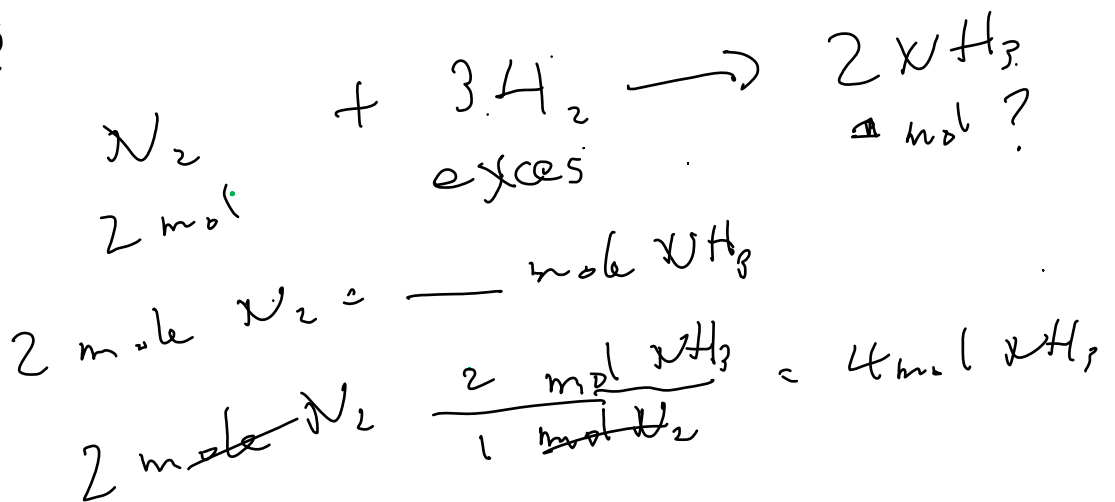 N₂ + 3H₂ → 2NH₃
2 mol exces mol ?
2 mole N₂ = ___ mole NH₃
2 mole N₂ 2 mol NH₃ / 1 mol N₂ = 4 mol NH₃